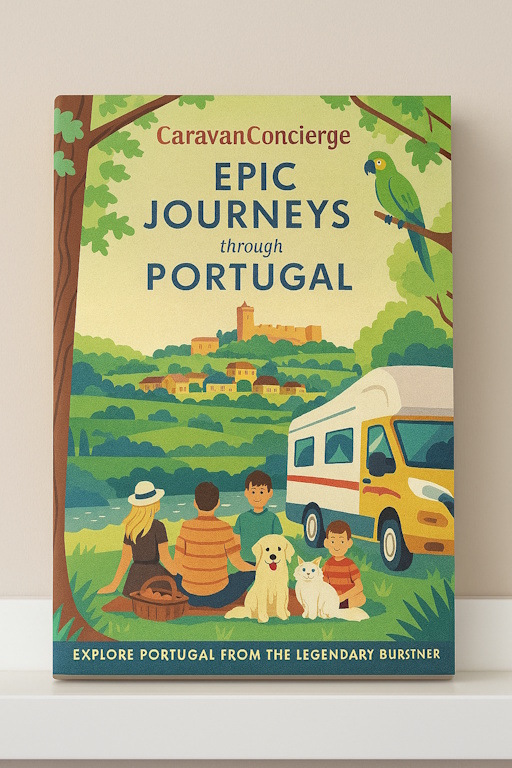 CaravanConcierge
EPIC
JOURNEYS
through
PORTUGAL
EXPLORE PORTUGAL FROM THE LEGENDARY BURSTNER